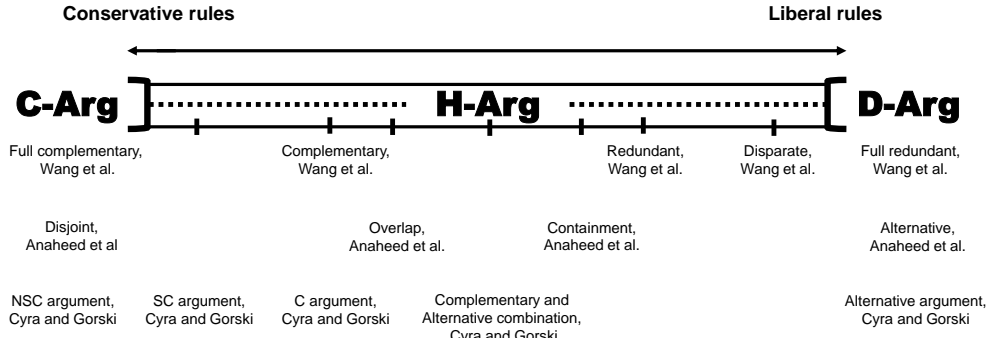 Conservative rules
Liberal rules
C-Arg
H-Arg
D-Arg
Full complementary,
Wang et al.
Complementary,
Wang et al.
Redundant,
Wang et al.
Disparate,
Wang et al.
Full redundant,
Wang et al.
Disjoint,
Anaheed et al
Overlap,
Anaheed et al.
Containment,
Anaheed et al.
Alternative,
Anaheed et al.
NSC argument,
Cyra and Gorski
SC argument,
Cyra and Gorski
C argument,
Cyra and Gorski
Complementary and
Alternative combination,
Cyra and Gorski
Alternative argument,
Cyra and Gorski